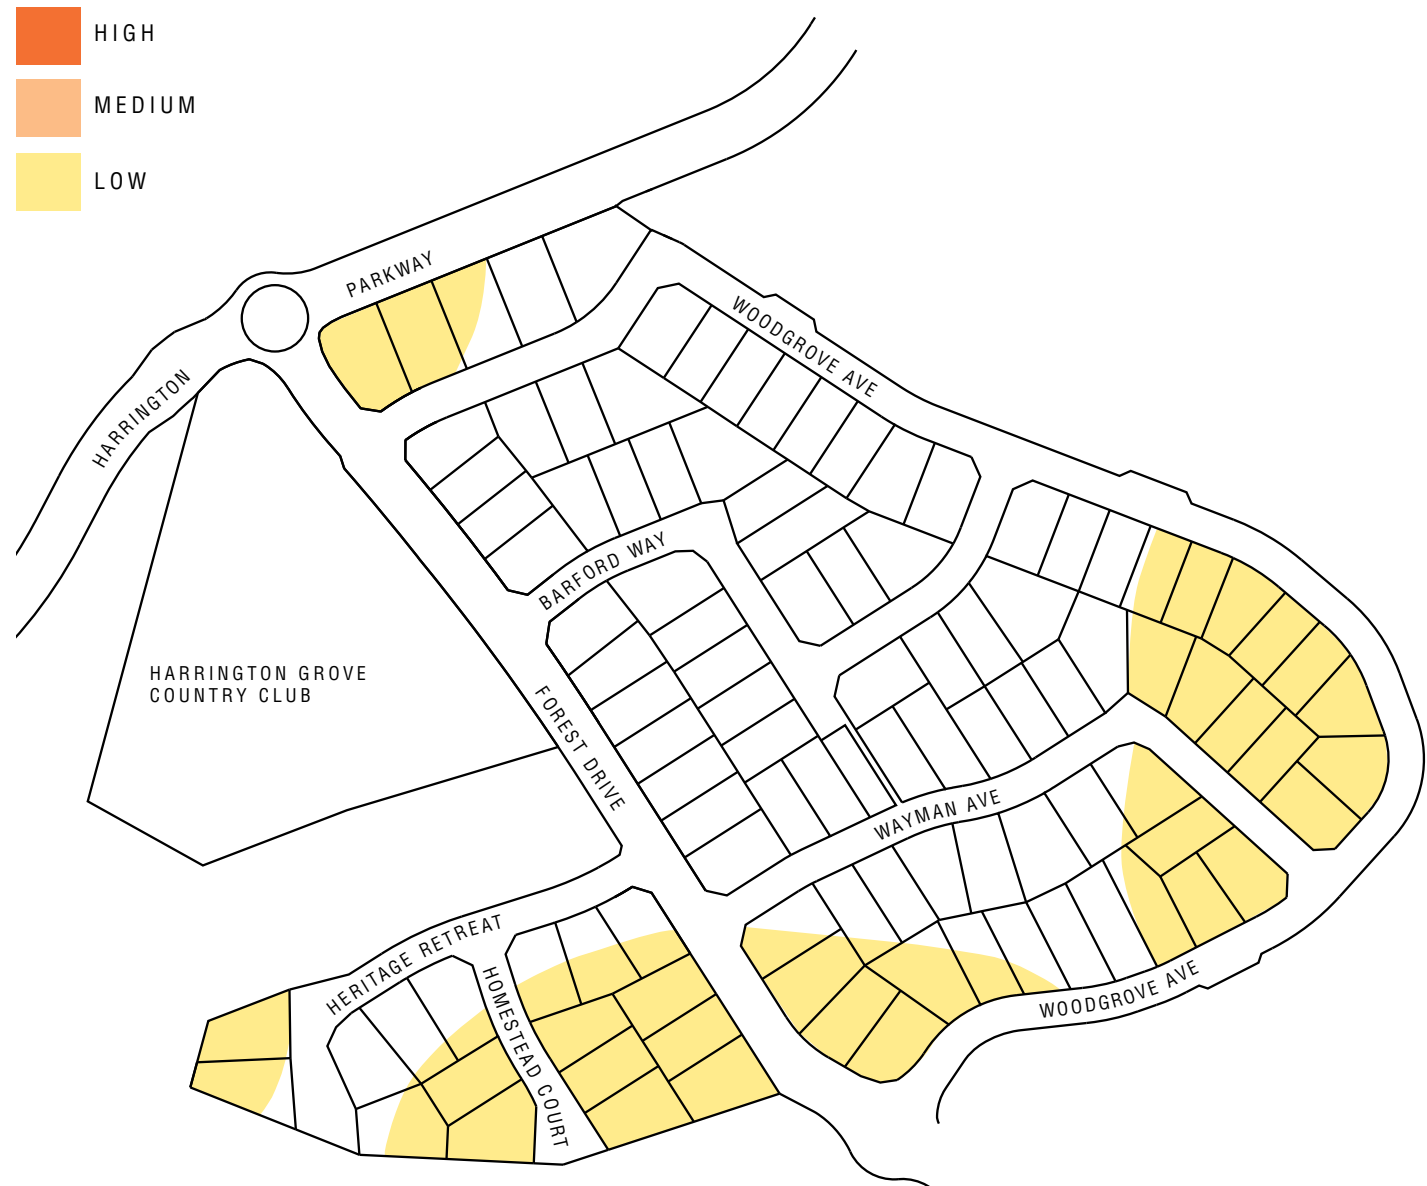 HIGH
MEDIUM
LOW
PARKWAY
WOODGROVE AVE
HARRINGTON
BARFORD WAY
HARRINGTON GROVE
COUNTRY CLUB
FOREST DRIVE
WAYMAN AVE
HERITAGE RETREAT
HOMESTEAD COURT
WOODGROVE AVE